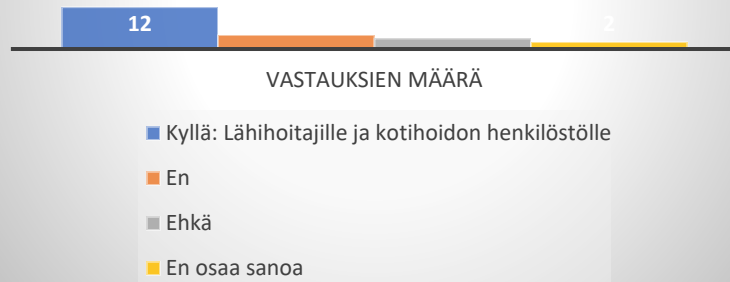 12
2
VASTAUKSIEN MÄÄRÄ
Kyllä: Lähihoitajille ja kotihoidon henkilöstölle
En
Ehkä
En osaa sanoa